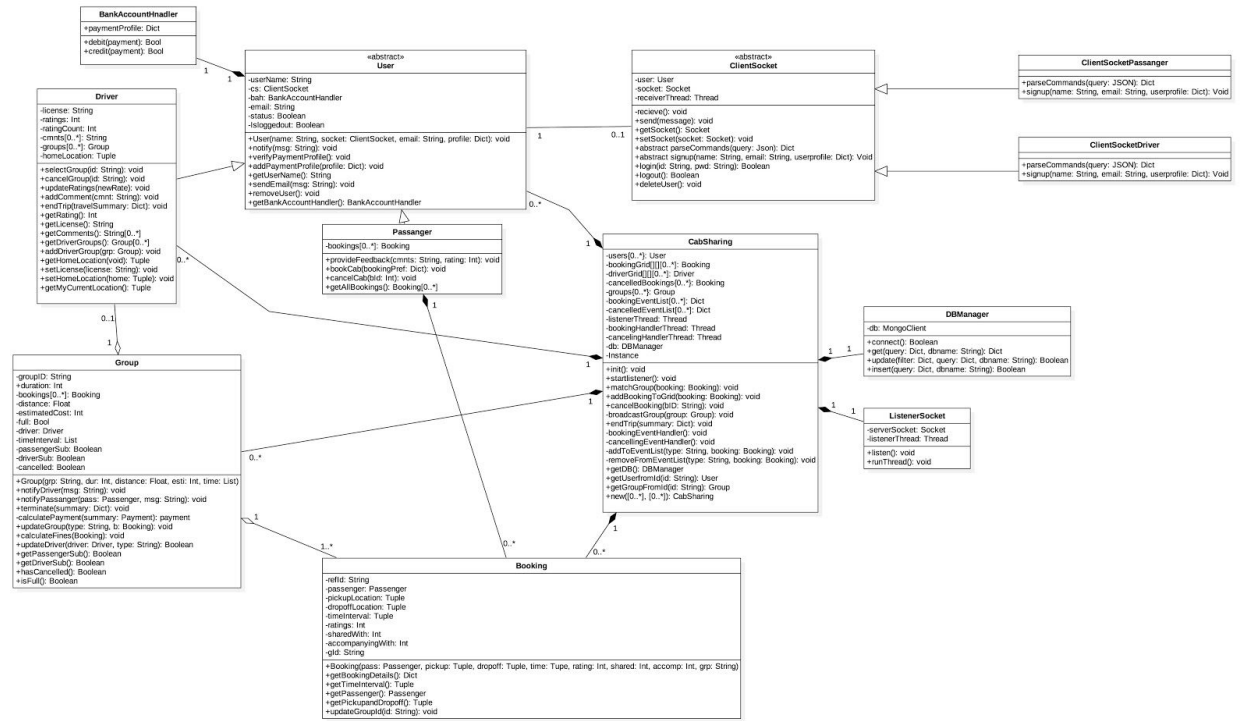 BankAccountHnadler
+paymentProfile: Dict
+debit(payment): Bool
+credit(payment): Bool
1
1
«abstract»
User
-userName: String
-cs: ClientSocket
-bah: BankAccountHandler
-email: String
-status: Boolean
-Isloggedout: Boolean
+User(name: String, socket: ClientSocket, email: String, profile: Dict): void
+notify(msg: String): void
+verifyPaymentProfile(): void
+addPaymentProfile(profile: Dict): void
+getUserName(): String
+sendEmail(msg: String): void
+removeUser(): void
+getBankAccountHandler(): BankAccountHandler
1
0..1
«abstract»
ClientSocket
-user: User
-socket: Socket
-receiverThread: Thread
-recieve(): void
+send(message): void
+getSocket(): Socket
+setSocket(socket: Socket): void
+abstract parseCommands(query: Json): Dict
+abstract signup(name: String, email: String, userprofile: Dict): Void
+login(id: String, pwd: String): Boolean
+logout(): Boolean
+deleteUser(): void
ClientSocketPassanger
+parseCommands(query: JSON): Dict
+signup(name: String, email: String, userprofile: Dict): Void
ClientSocketDriver
+parseCommands(query: JSON): Dict
+signup(name: String, email: String, userprofile: Dict): Void
Driver
-license: String
-ratings: Int
-ratingCount: Int
-cmnts[0..*]: String
-groups[0..*]: Group
-homeLocation: Tuple
+selectGroup(id: String): void
+cancelGroup(id: String): void
+updateRatings(newRate): void
+addComment(cmnt: String): void
+endTrip(travelSummary: Dict): void
+getRating(): Int
+getLicense(): String
+getComments(): String[0..*]
+getDriverGroups(): Group[0..*]
+addDriverGroup(grp: Group): void
+getHomeLocation(void): Tuple
+setLicense(license: String): void
+setHomeLocation(home: Tuple): void
+getMyCurrentLocation(): Tuple
0..*
0..1
1
Passanger
-bookings[0..*]: Booking
+provideFeedback(cmnts: String, rating: Int): void
+bookCab(bookingPref: Dict): void
+cancelCab(bId: Int): void
+getAllBookings(): Booking[0..*]
1
0..*
1
CabSharing
-users[0..*]: User
-bookingGrid[][][0..*]: Booking
-driverGrid[][][0..*]: Driver
-cancelledBookings[0..*]: Booking
-groups[0..*]: Group
-bookingEventList[0..*]: Dict
-cancelledEventList[0..*]: Dict
-listenerThread: Thread
-bookingHandlerThread: Thread
-cancelingHandlerThread: Thread
-db: DBManager
-Instance
+init(): void
+startlistener(): void
+matchGroup(booking: Booking): void
+addBookingToGrid(booking: Booking): void
+cancelBooking(bID: String): void
-broadcastGroup(group: Group): void
+endTrip(summary: Dict): void
-bookingEventHandler(): void
-cancellingEventHandler(): void
-addToEventList(type: String, booking: Booking): void
-removeFromEventList(type: String, booking: Booking): void
+getDB(): DBManager
+getUserfromId(id: String): User
+getGroupFromId(id: String): Group
+new([0..*], [0..*]): CabSharing
1
1
1
1
1
1
1
DBManager
-db: MongoClient
+connect(): Boolean
+get(query: Dict, dbname: String): Dict
+update(filter: Dict, query: Dict, dbname: String): Boolean
+insert(query: Dict, dbname: String): Boolean
ListenerSocket
-serverSocket: Socket
-listenerThread: Thread
+listen(): void
+runThread(): void
Group
-groupID: String
+duration: Int
-bookings[0..*]: Booking
-distance: Float
-estimatedCost: Int
-full: Bool
-driver: Driver
-timeInterval: List
-passengerSub: Boolean
-driverSub: Boolean
-cancelled: Boolean
+Group(grp: String, dur: Int, distance: Float, esti: Int, time: List)
+notifyDriver(msg: String): void
+notifyPassanger(pass: Passenger, msg: String): void
+terminate(summary: Dict): void
-calculatePayment(summary: Payment): payment
+updateGroup(type: String, b: Booking): void
+calculateFines(Booking): void
+updateDriver(driver: Driver, type: String): Boolean
+getPassengerSub(): Boolean
+getDriverSub(): Boolean
+hasCancelled(): Boolean
+isFull(): Boolean
0..*
1
1..*
0..*
0..*
Booking
-refId: String
-passenger: Passenger
-pickupLocation: Tuple
-dropoffLocation: Tuple
-timeInterval: Tuple
-ratings: Int
-sharedWith: Int
-accompanyingWith: Int
-gId: String
+Booking(pass: Passenger, pickup: Tuple, dropoff: Tuple, time: Tupe, rating: Int, shared: Int, accomp: Int, grp: String)
+getBookingDetails(): Dict
+getTimeInterval(): Tuple
+getPassenger(): Passenger
+getPickupandDropoff(): Tuple
+updateGroupId(id: String): void